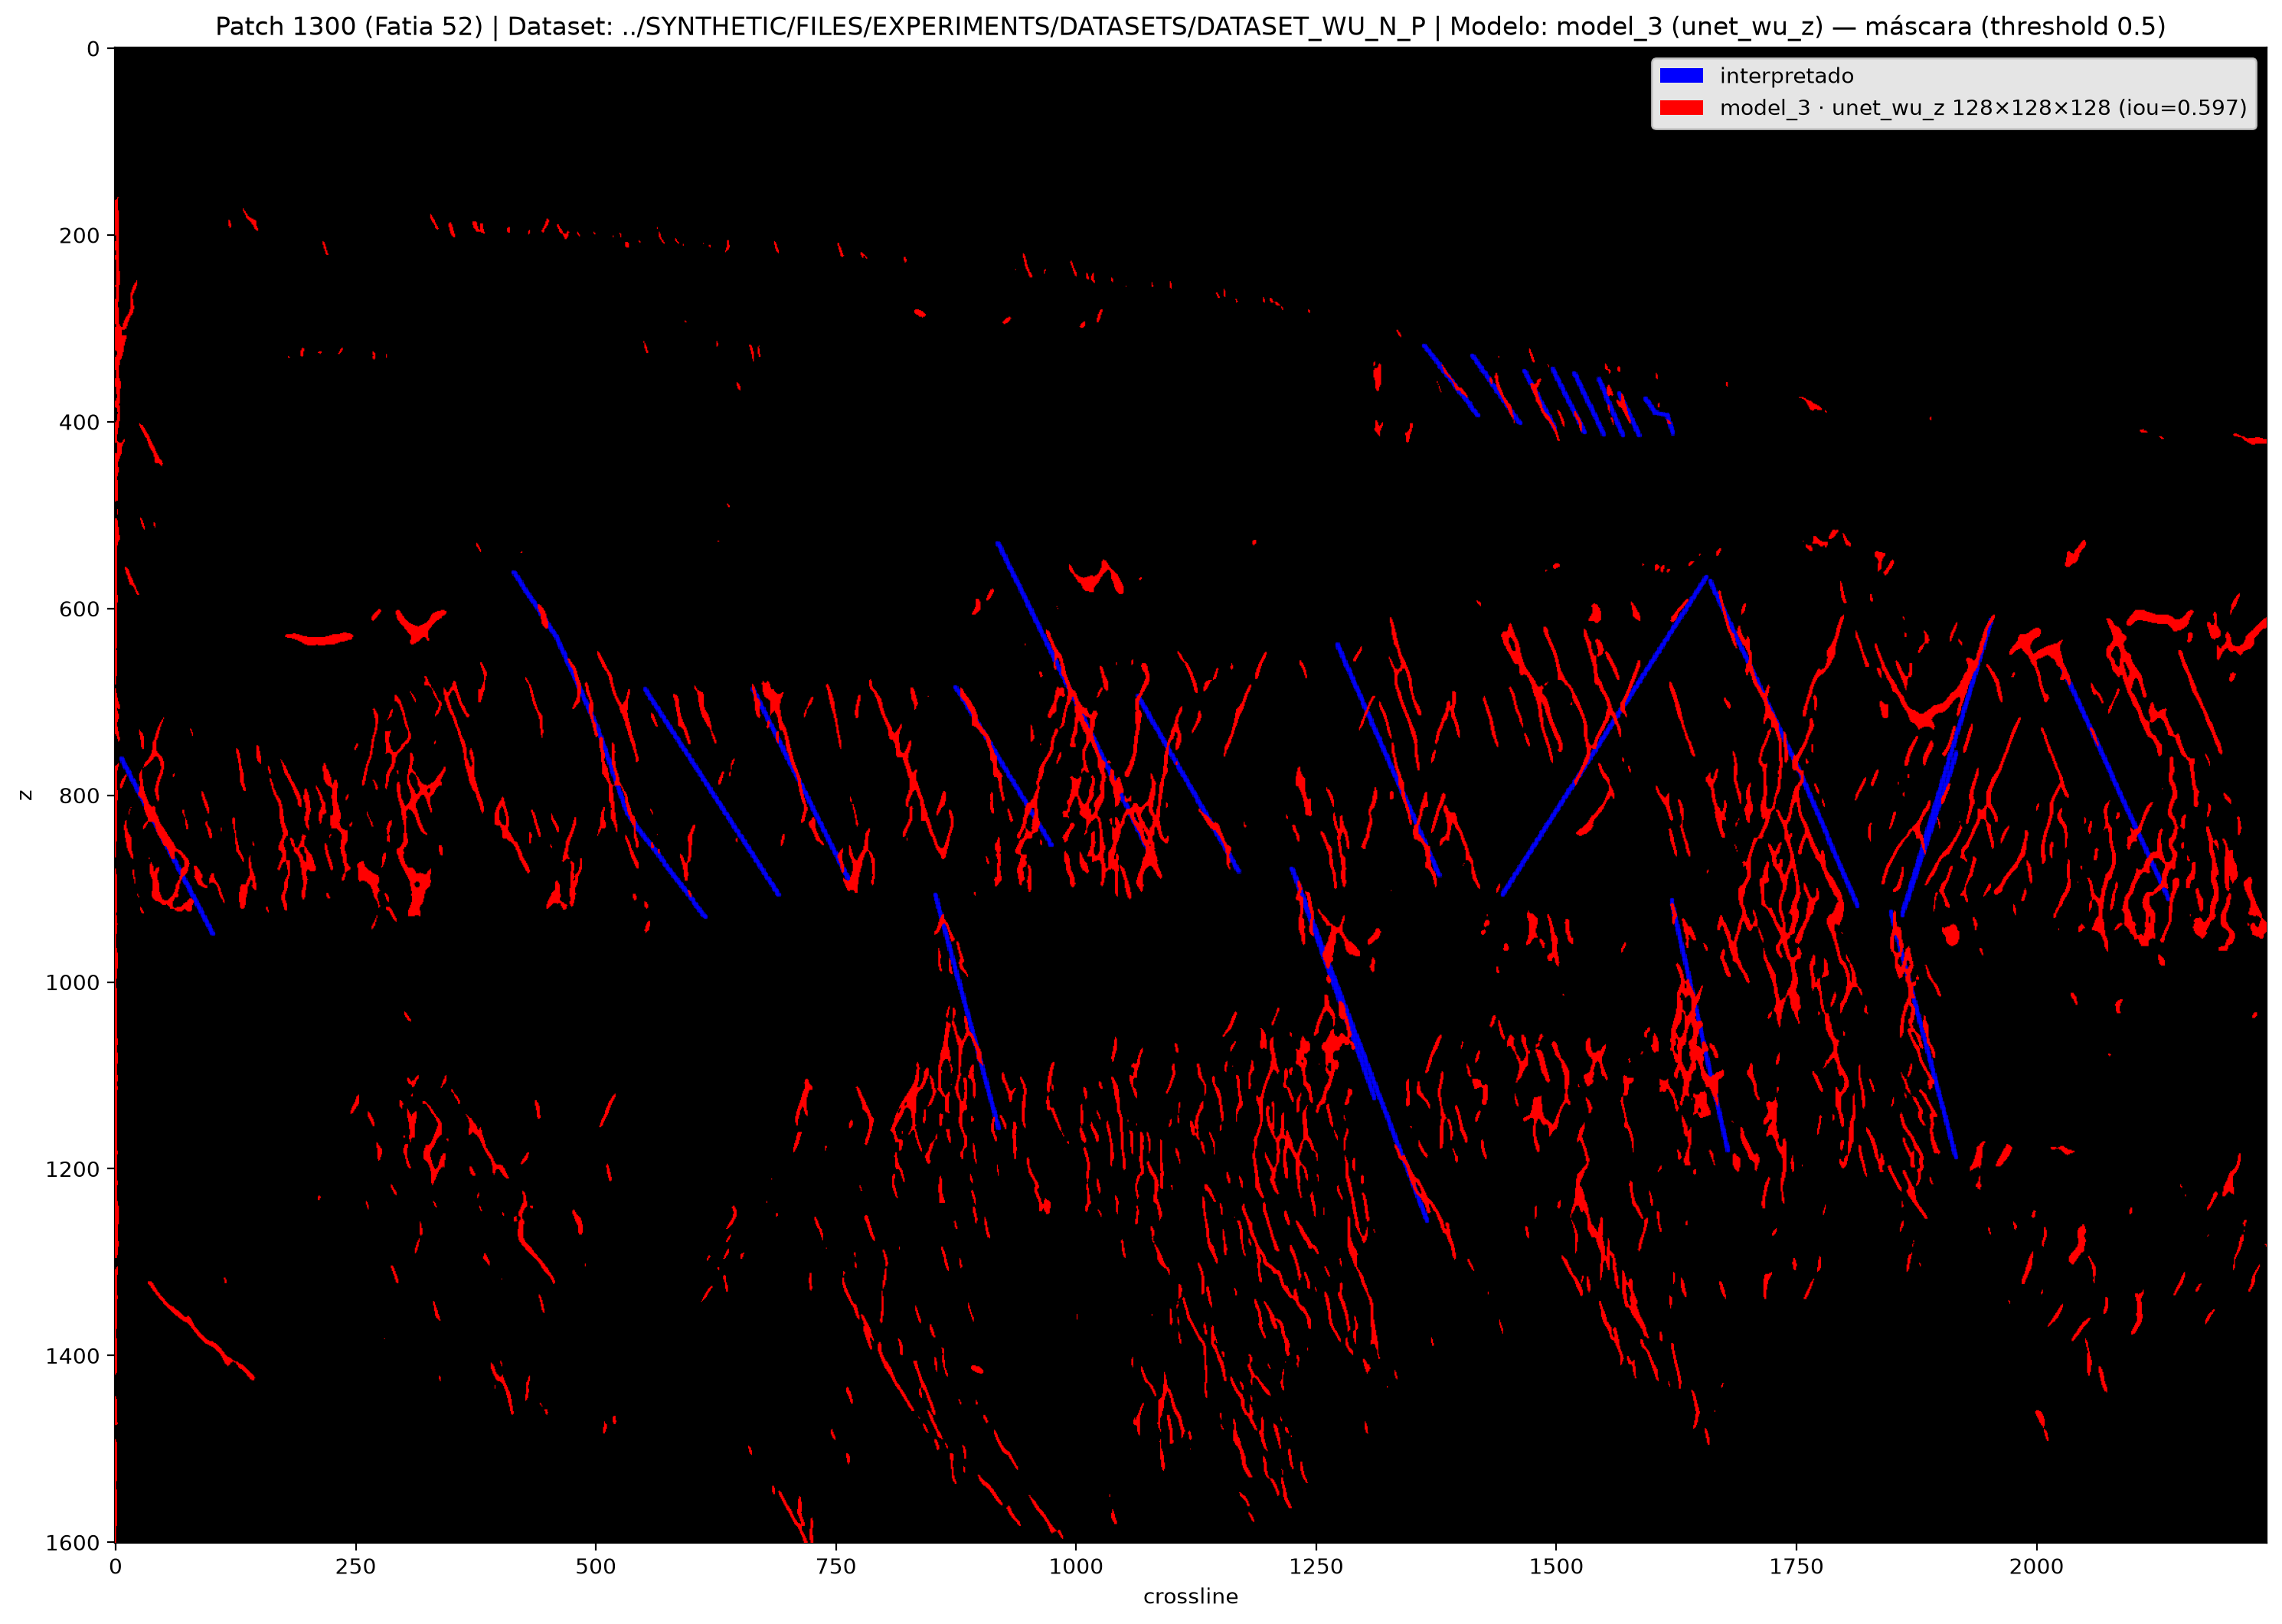 Patch 1300 (Fatia 52) | Dataset: ../SYNTHETIC/FILES/EXPERIMENTS/DATASETS/DATASET_WU_N_P | Modelo: model_3 (unet_wu_z) — máscara (threshold 0.5)
interpretado
model_3 · unet_wu_z 128×128×128 (iou=0.597)
0
200
400
600
800
1000
1200
1400
1600
z
0 250 500 750 1000 1250 1500 1750 2000
crossline